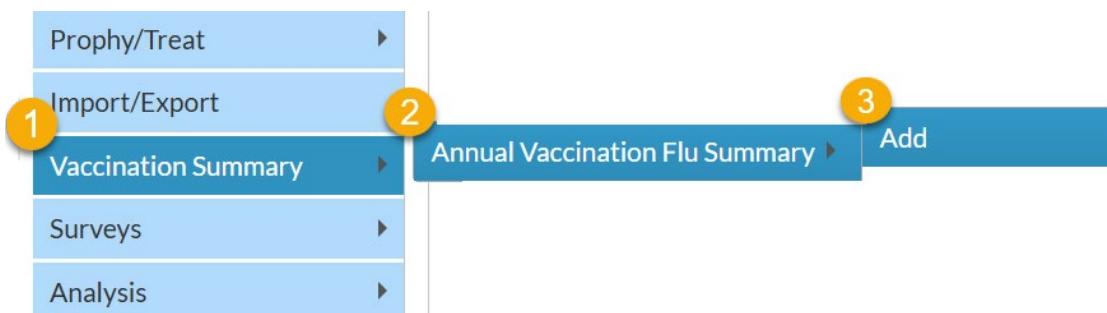 Prophy/Treat
Import/Export
1
Vaccination Summary
2
Annual Vaccination Flu Summary
3
Add
Surveys
Analysis